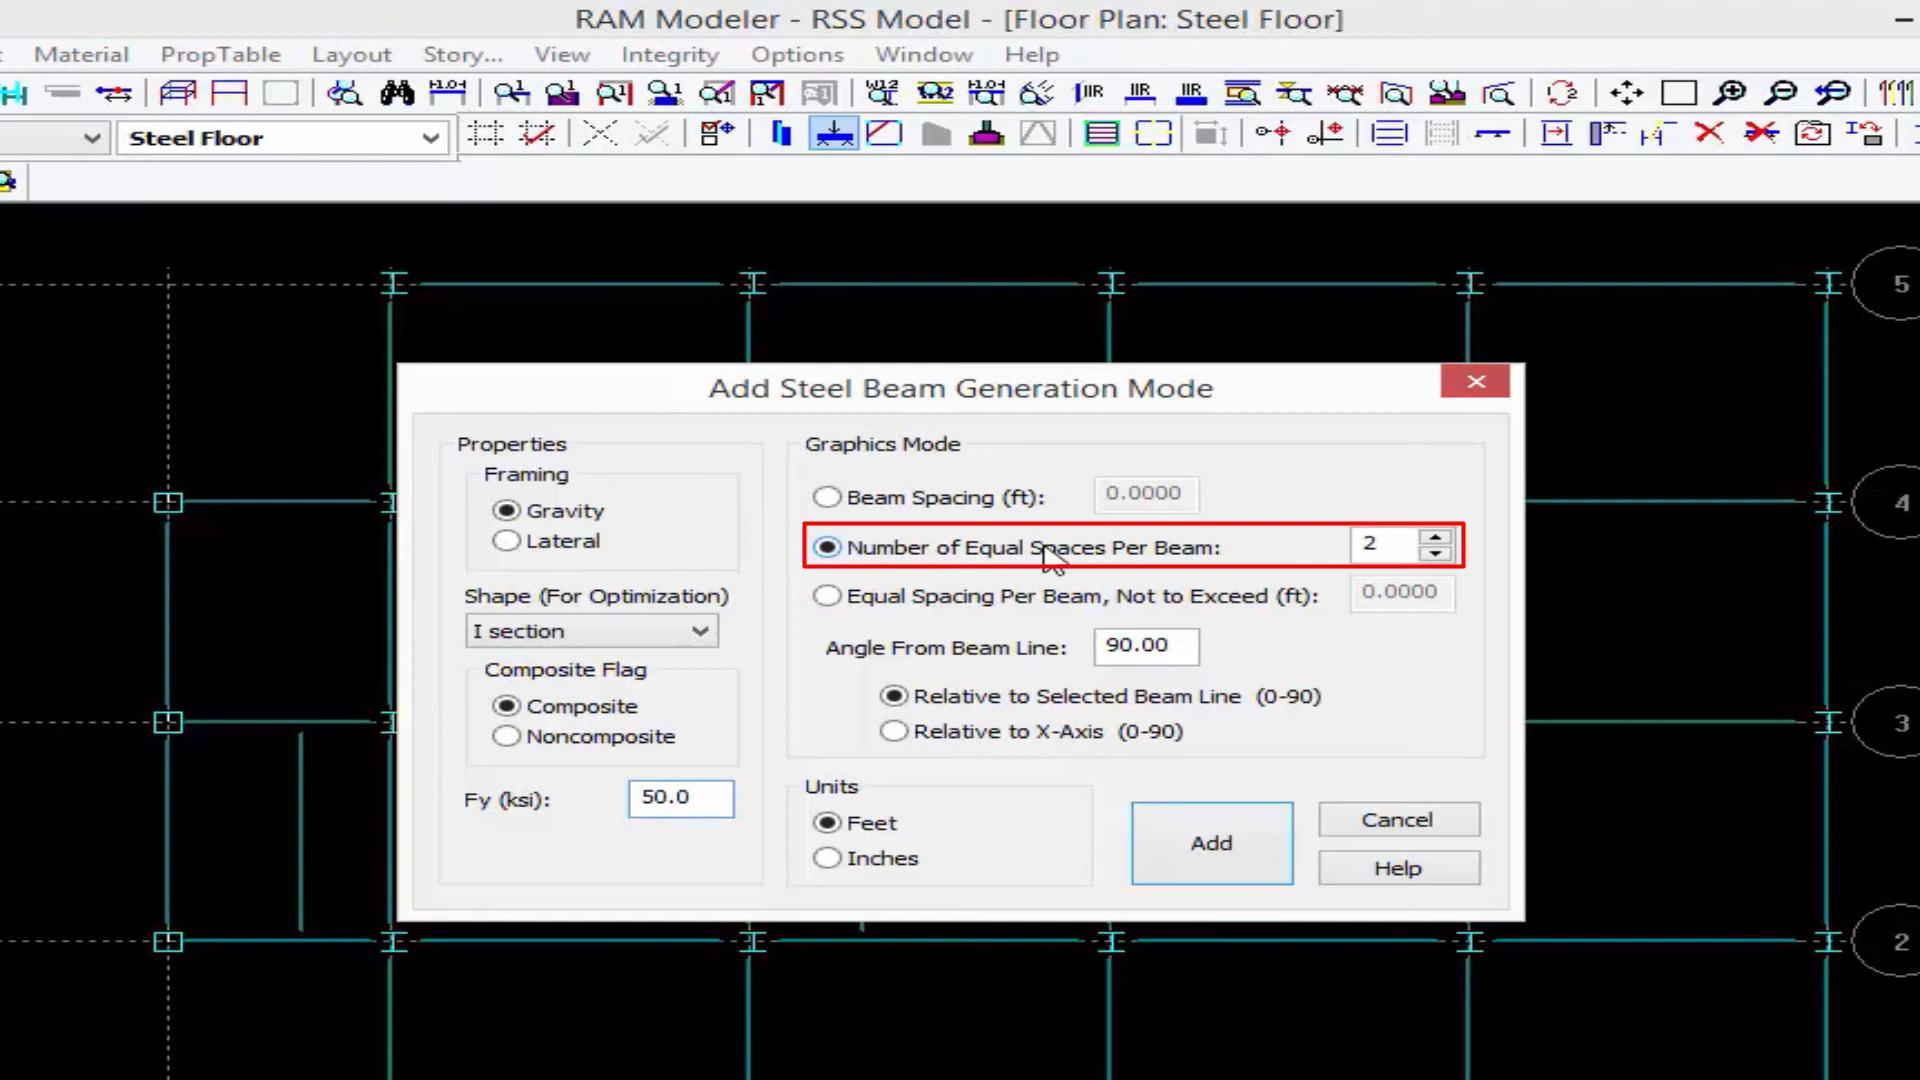 RAM Modeler - RSS Model - [Floor Plan: Steel Floor]
Material PropTable Layout Story... View Integrity Options Window Help
Steel Floor
5
Add Steel Beam Generation Mode
Properties
Framing
Gravity
Lateral
Shape (For Optimization)
I section
Composite Flag
Composite
Noncomposite
Fy (ksi): 50.0
Graphics Mode
Beam Spacing (ft): 0.0000
Number of Equal Spaces Per Beam: 2
Equal Spacing Per Beam, Not to Exceed (ft): 0.0000
Angle From Beam Line: 90.00
Relative to Selected Beam Line (0-90)
Relative to X-Axis (0-90)
Units
Feet
Inches
Add
Cancel
Help
4
3
2